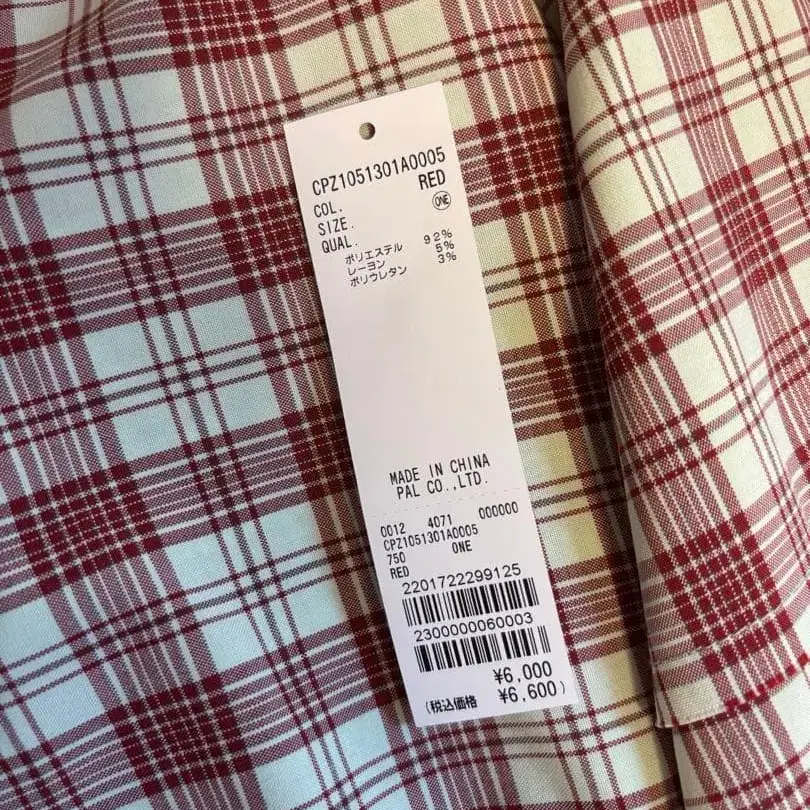 CPZ1051301A0005
COL. RED
SIZE. ONE
QUAL.
ポリエステル 92%
レーヨン 5%
ポリウレタン 3%
MADE IN CHINA
PAL CO.,LTD.
0012 4071 000000
CPZ1051301A0005
750 ONE
RED
2201722299125
2300000060003
¥6,000
(税込価格 ¥6,600)